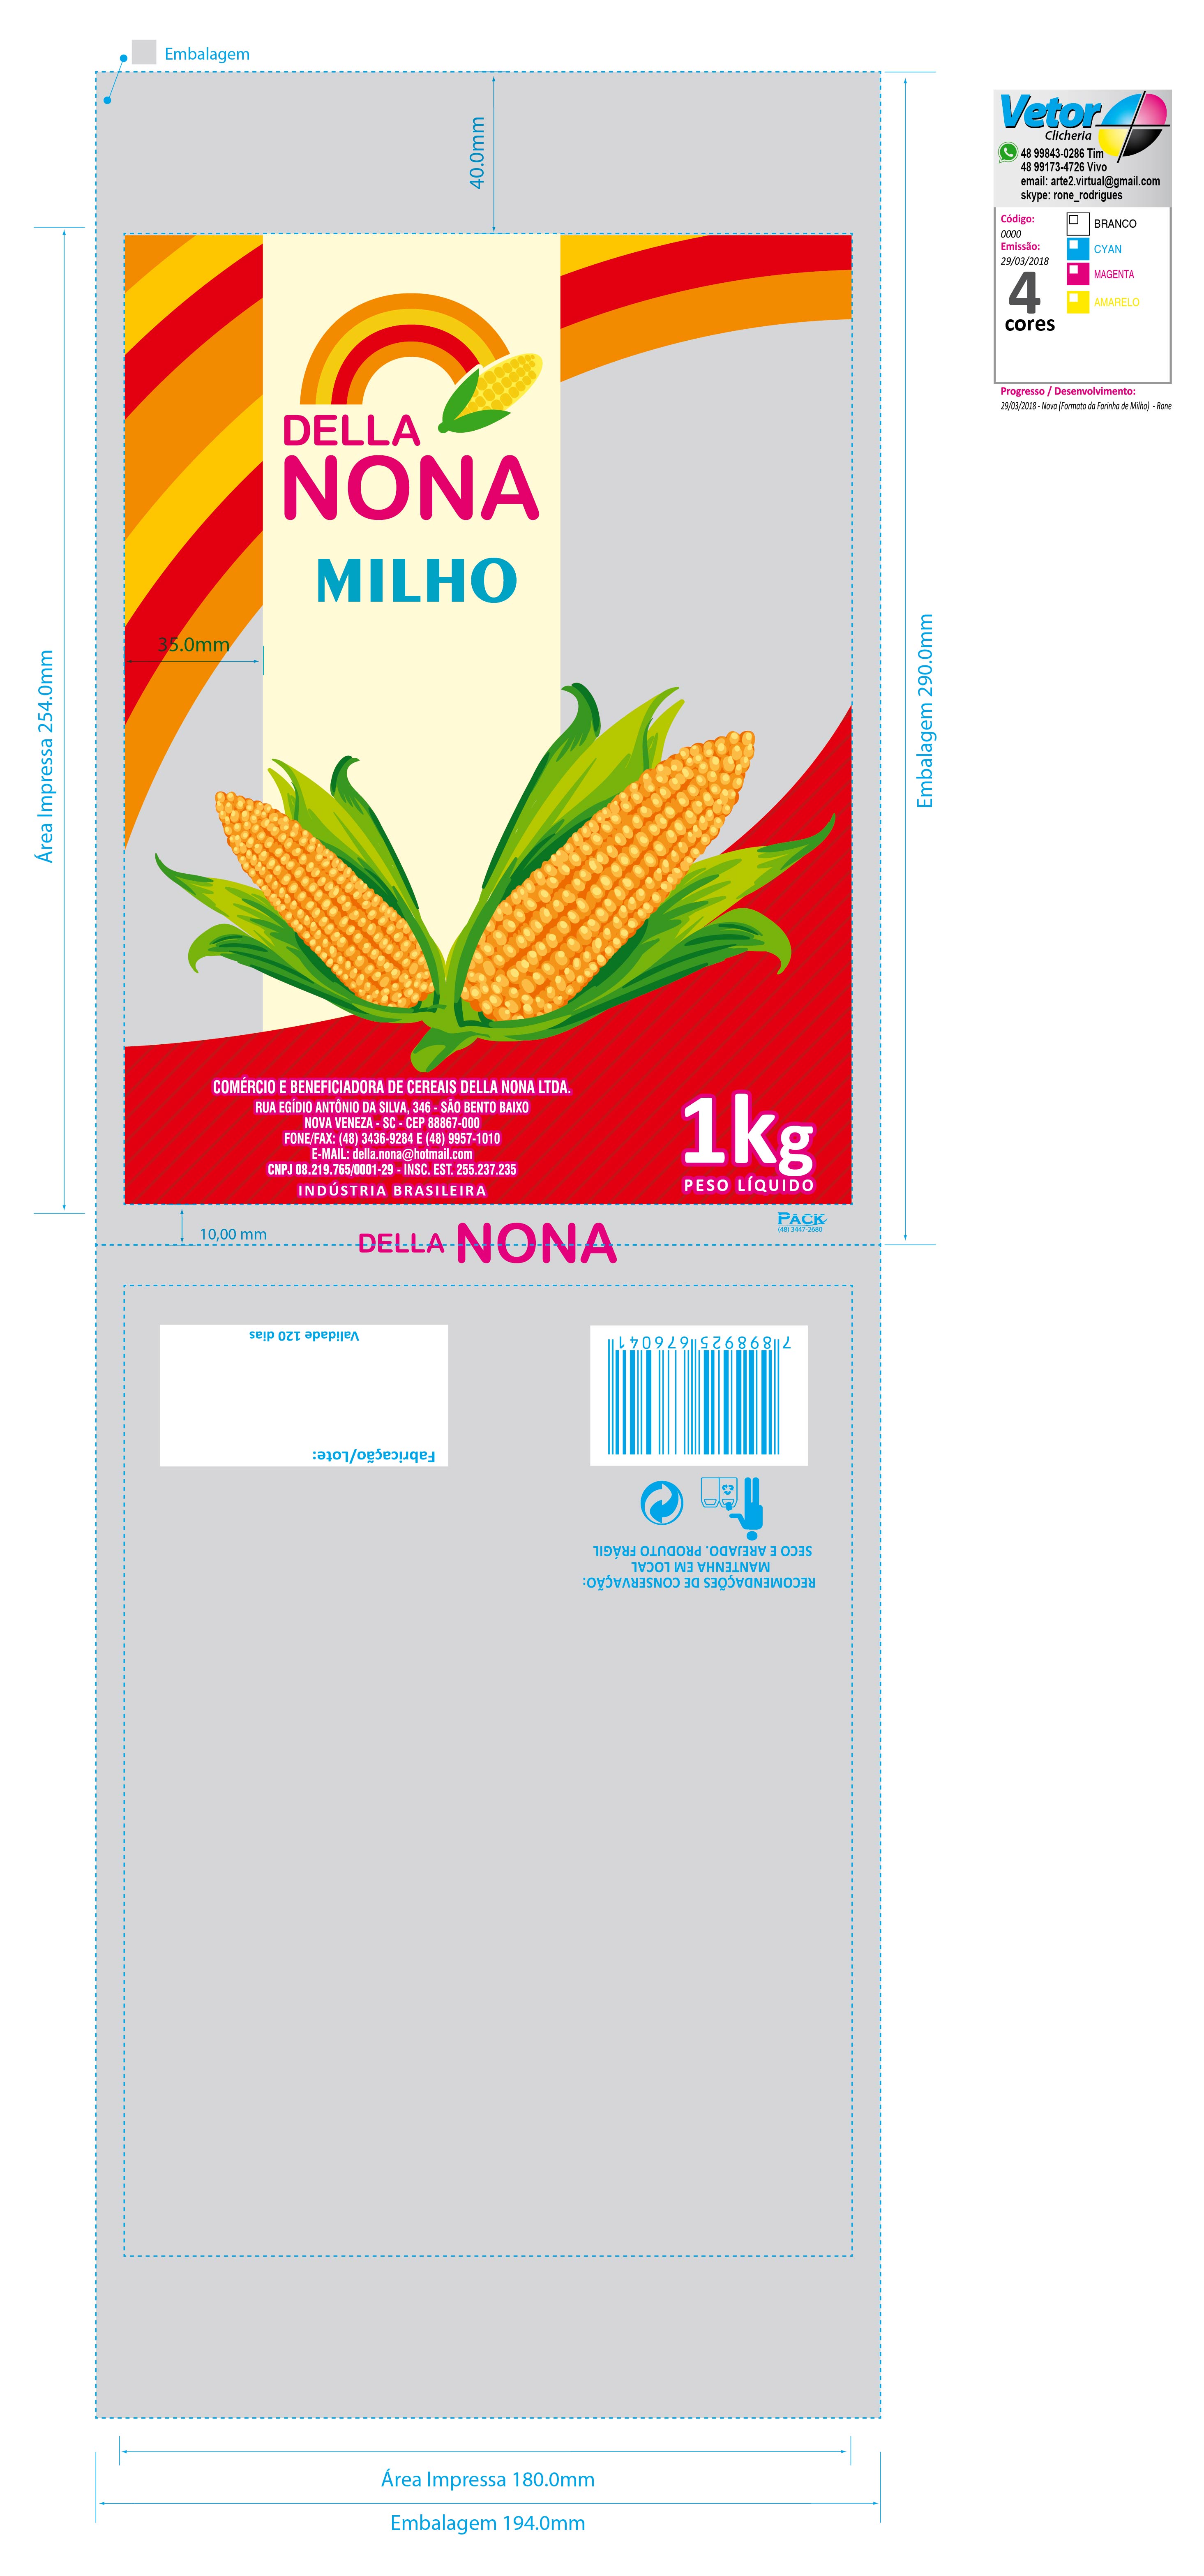 Embalagem
40.0mm
Vetor
Clicheria
48 99843-0286 Tim
48 99173-4726 Vivo
email: arte2.virtual@gmail.com
skype: rone_rodrigues
Código:
0000
Emissão:
29/03/2018
4
cores
BRANCO
CYAN
MAGENTA
AMARELO
Progresso / Desenvolvimento:
29/03/2018 - Nova (Formato da Farinha de Milho) - Rone
DELLA
NONA
MILHO
35.0mm
Área Impressa 254.0mm
Embalagem 290.0mm
COMÉRCIO E BENEFICIADORA DE CEREAIS DELLA NONA LTDA.
RUA EGÍDIO ANTÔNIO DA SILVA, 346 - SÃO BENTO BAIXO
NOVA VENEZA - SC - CEP 88867-000
FONE/FAX: (48) 3436-9284 E (48) 9957-1010
E-MAIL: della.nona@hotmail.com
CNPJ 08.219.765/0001-29 - INSC. EST. 255.237.235
INDÚSTRIA BRASILEIRA
1kg
PESO LÍQUIDO
10,00 mm
DELLA NONA
PACK
(48) 3447-2680
RECOMENDAÇÕES DE CONSERVAÇÃO:
MANTENHA EM LOCAL
SECO E AREJADO. PRODUTO FRÁGIL
7 898925 676041
Fabricação/Lote:
Validade 120 dias
Área Impressa 180.0mm
Embalagem 194.0mm